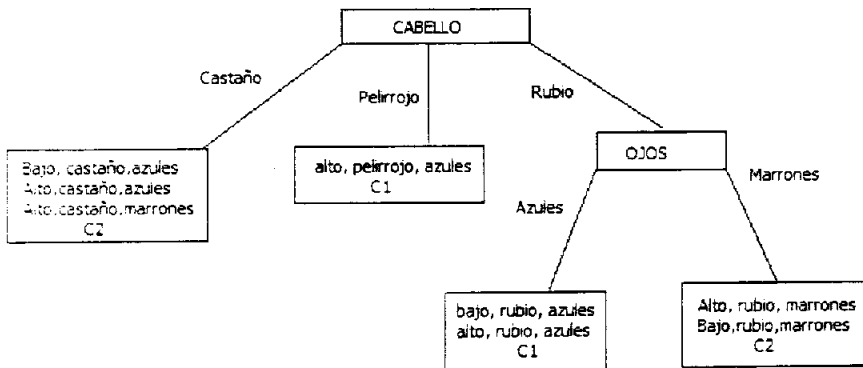 CABELLO
Castaño
Pelirrojo
Rubio
OJOS
Marrones
Azules
Bajo, castaño,azules
Alto,castaño,azules
Alto,castaño,marrones
C2
alto, pelirrojo, azules
C1
bajo, rubio, azules
alto, rubio, azules
C1
Alto, rubio, marrones
Bajo,rubio,marrones
C2